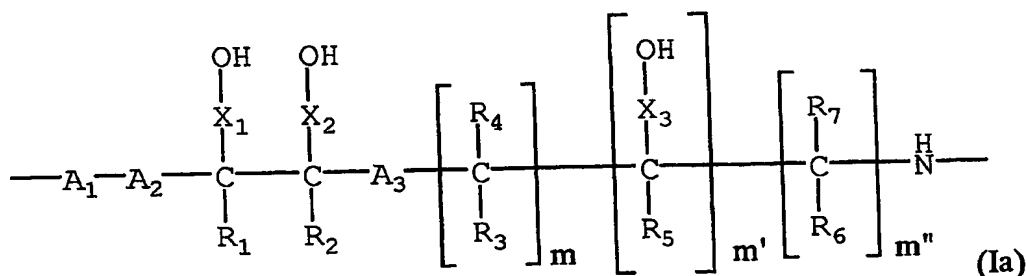 OH OH OH
X₁ X₂ R₄ X₃ R₇ H
A₁ A₂ C C A₃ C C C N
R₁ R₂ R₃ m R₅ m' R₆ m"
(Ia)